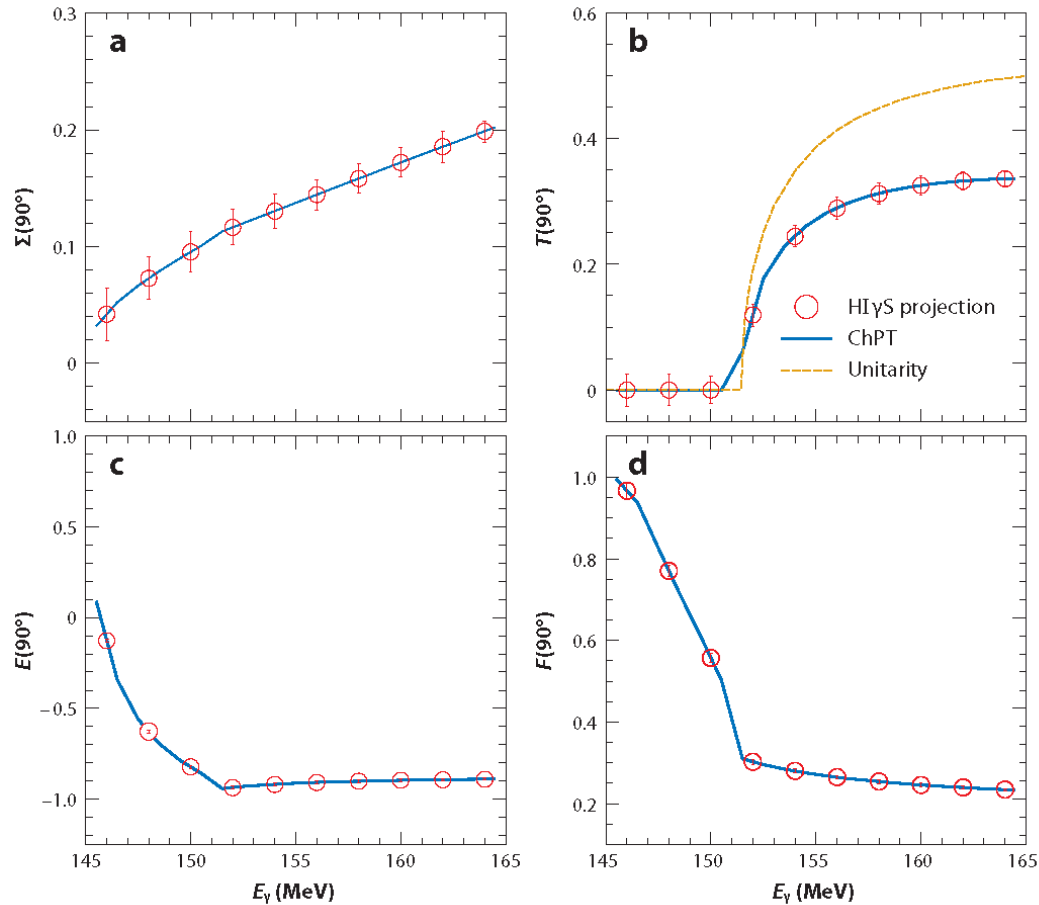 a
0.3
0.2
0.1
0
Σ(90°)
b
0.6
0.4
0.2
0
T(90°)
HIγS projection
ChPT
Unitarity
c
1.0
0.5
0
−0.5
−1.0
E(90°)
145
150
155
160
165
Eγ (MeV)
d
1.0
0.8
0.6
0.4
0.2
F(90°)
145
150
155
160
165
Eγ (MeV)